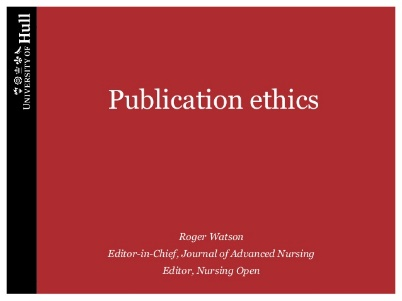 UNIVERSITY OF Hull
Publication ethics
Roger Watson
Editor-in-Chief, Journal of Advanced Nursing
Editor, Nursing Open